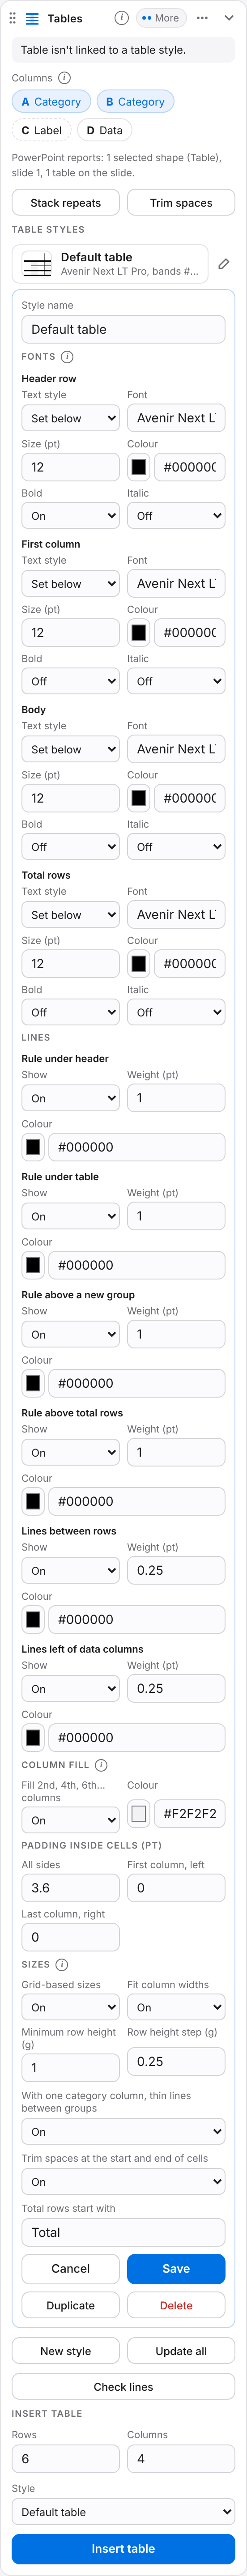 Tables
More
Table isn't linked to a table style.
Columns
A Category
B Category
C Label
D Data
PowerPoint reports: 1 selected shape (Table),
slide 1, 1 table on the slide.
Stack repeats
Trim spaces
TABLE STYLES
Default table
Avenir Next LT Pro, bands #...
Style name
Default table
FONTS
Header row
Text style
Font
Set below
Avenir Next L
Size (pt)
Colour
12
#000000
Bold
Italic
On
Off
First column
Text style
Font
Set below
Avenir Next L
Size (pt)
Colour
12
#000000
Bold
Italic
Off
Off
Body
Text style
Font
Set below
Avenir Next L
Size (pt)
Colour
12
#000000
Bold
Italic
Off
Off
Total rows
Text style
Font
Set below
Avenir Next L
Size (pt)
Colour
12
#000000
Bold
Italic
Off
Off
LINES
Rule under header
Show
Weight (pt)
On
1
Colour
#000000
Rule under table
Show
Weight (pt)
On
1
Colour
#000000
Rule above a new group
Show
Weight (pt)
On
1
Colour
#000000
Rule above total rows
Show
Weight (pt)
On
1
Colour
#000000
Lines between rows
Show
Weight (pt)
On
0.25
Colour
#000000
Lines left of data columns
Show
Weight (pt)
On
0.25
Colour
#000000
COLUMN FILL
Fill 2nd, 4th, 6th...
columns
Colour
On
#F2F2F2
PADDING INSIDE CELLS (PT)
All sides
First column, left
3.6
0
Last column, right
0
SIZES
Grid-based sizes
Fit column widths
On
On
Minimum row height
(g)
Row height step (g)
1
0.25
With one category column, thin lines
between groups
On
Trim spaces at the start and end of cells
On
Total rows start with
Total
Cancel
Save
Duplicate
Delete
New style
Update all
Check lines
INSERT TABLE
Rows
Columns
6
4
Style
Default table
Insert table